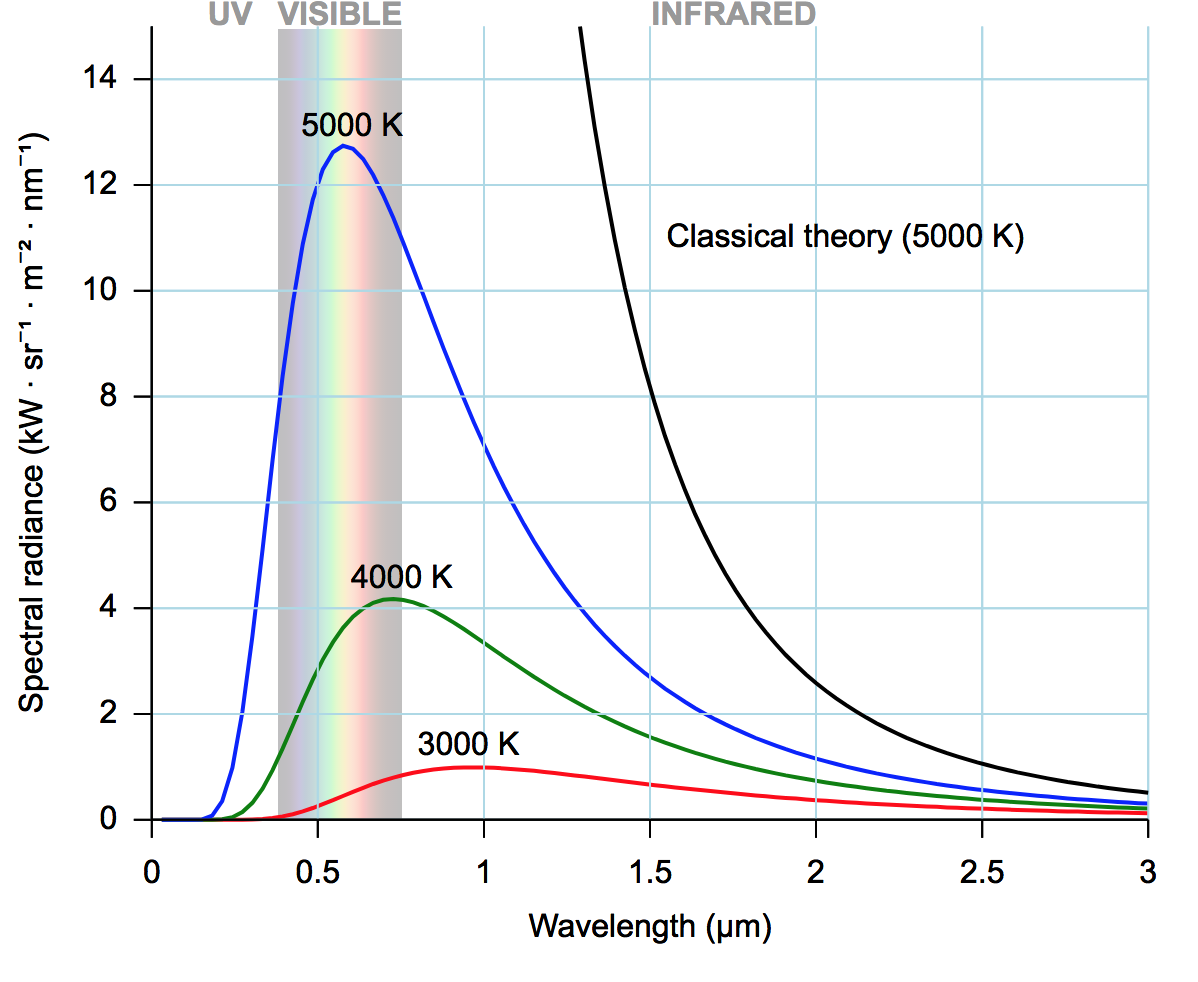 UV VISIBLE INFRARED
14
12
10
8
6
4
2
0
Spectral radiance (kW · sr⁻¹ · m⁻² · nm⁻¹)
5000 K
Classical theory (5000 K)
4000 K
3000 K
0 0.5 1 1.5 2 2.5 3
Wavelength (μm)